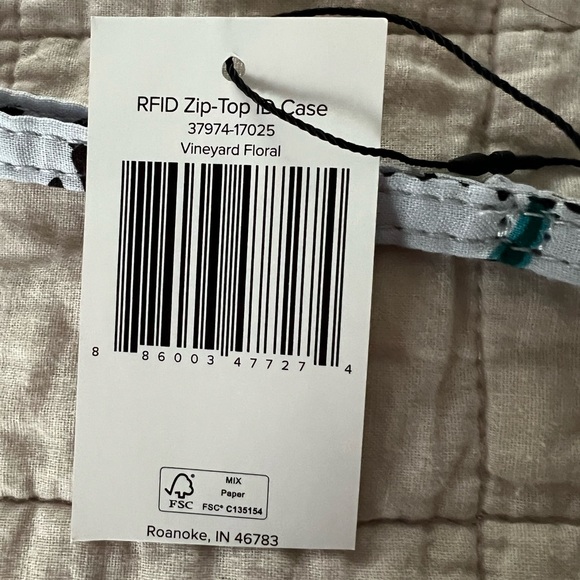 RFID Zip-Top ID Case
37974-17025
Vineyard Floral
8 86003 47727 4
FSC
MIX
Paper
FSC® C135154
Roanoke, IN 46783